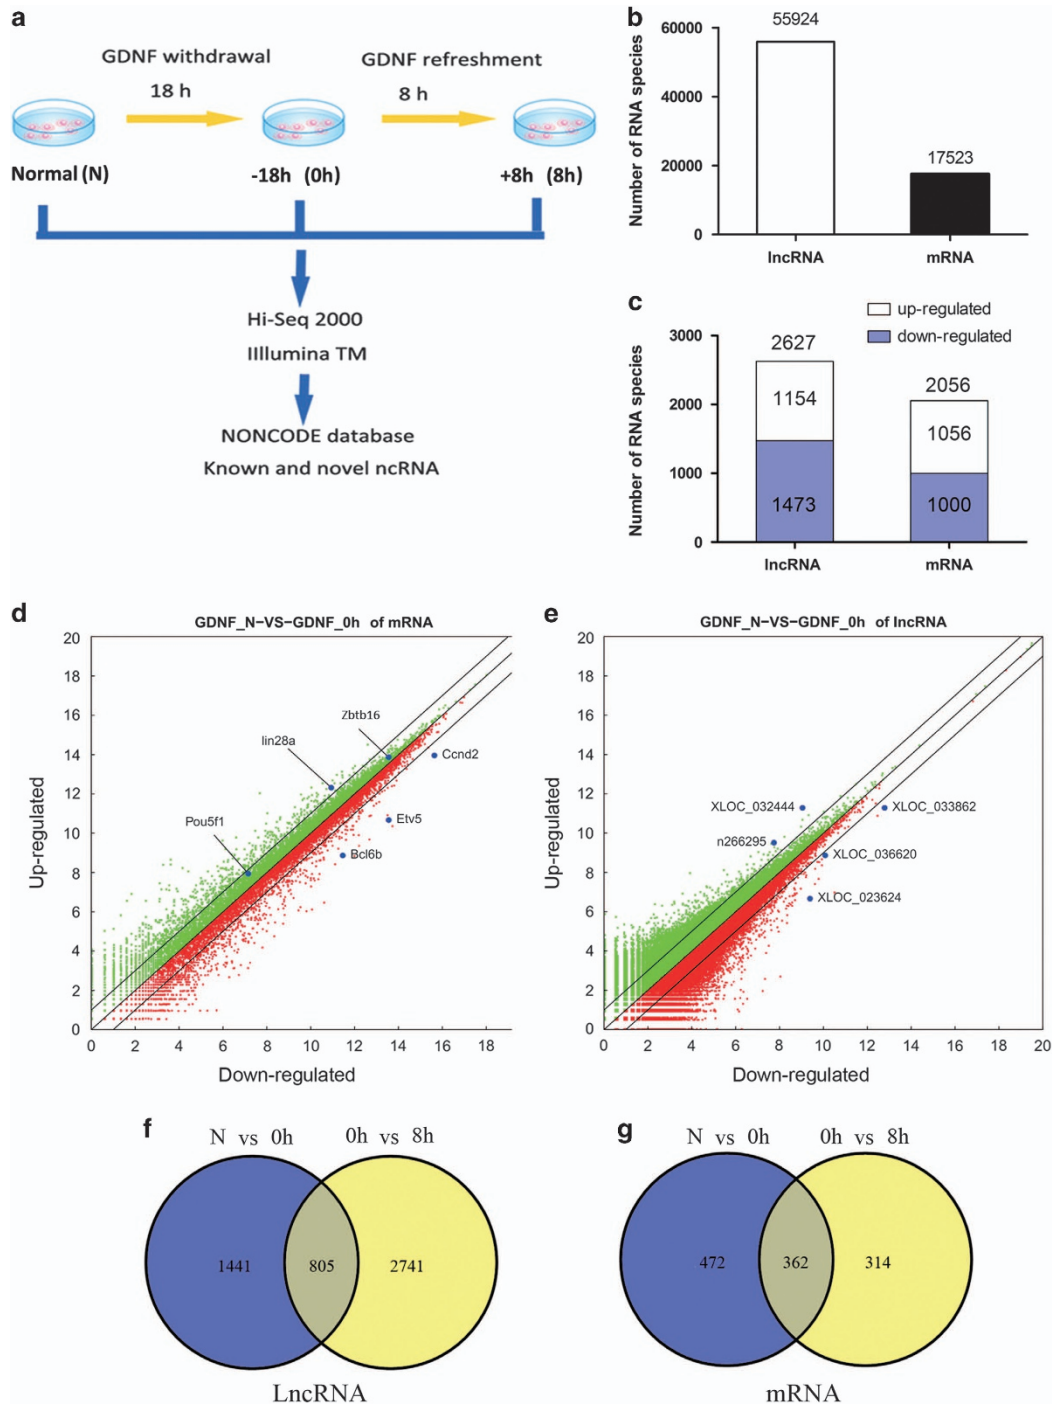 a
GDNF withdrawal
18 h
GDNF refreshment
8 h
Normal (N)
-18h (0h)
+8h (8h)
Hi-Seq 2000
IIllumina TM
NONCODE database
Known and novel ncRNA
b
Number of RNA species
60000
40000
20000
0
55924
17523
lncRNA
mRNA
c
up-regulated
down-regulated
Number of RNA species
3000
2000
1000
0
2627
1154
1473
2056
1056
1000
lncRNA
mRNA
d
GDNF_N-VS-GDNF_0h of mRNA
Up-regulated
20
18
16
14
12
10
8
6
4
2
0
Zbtb16
lin28a
Ccnd2
Pou5f1
Etv5
Bcl6b
0 2 4 6 8 10 12 14 16 18
Down-regulated
e
GDNF_N-VS-GDNF_0h of lncRNA
Up-regulated
20
18
16
14
12
10
8
6
4
2
0
XLOC_032444
XLOC_033862
n266295
XLOC_036620
XLOC_023624
0 2 4 6 8 10 12 14 16 18 20
Down-regulated
f
N vs 0h
0h vs 8h
1441
805
2741
LncRNA
g
N vs 0h
0h vs 8h
472
362
314
mRNA